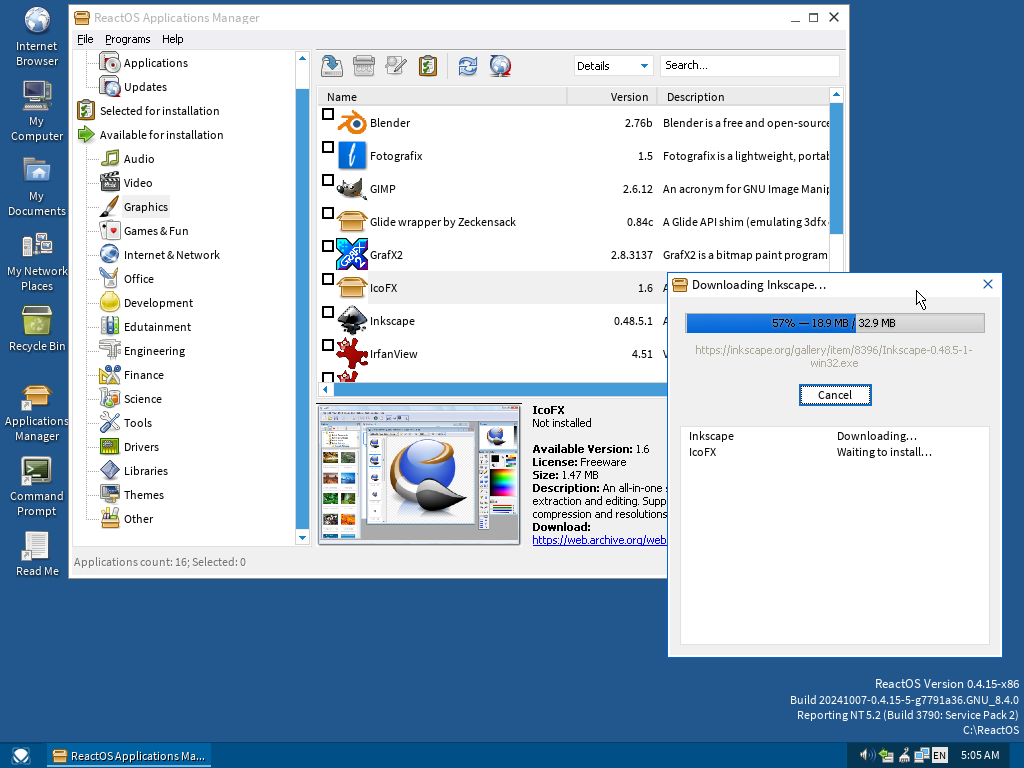 Internet
Browser
My
Computer
My
Documents
My Network
Places
Recycle Bin
Applications
Manager
Command
Prompt
Read Me
ReactOS Applications Manager
File Programs Help
Applications
Updates
Selected for installation
Available for installation
Audio
Video
Graphics
Games & Fun
Internet & Network
Office
Development
Edutainment
Engineering
Finance
Science
Tools
Drivers
Libraries
Themes
Other
Details
Search...
Name Version Description
Blender 2.76b Blender is a free and open-source
Fotografix 1.5 Fotografix is a lightweight, portab
GIMP 2.6.12 An acronym for GNU Image Manip
Glide wrapper by Zeckensack 0.84c A Glide API shim (emulating 3dfx
GrafX2 2.8.3137 GrafX2 is a bitmap paint program
IcoFX 1.6 A
Inkscape 0.48.5.1 A
IrfanView 4.51 V
IcoFX
Not installed
Available Version: 1.6
License: Freeware
Size: 1.47 MB
Description: An all-in-one s
extraction and editing. Supp
compression and resolutions
Download:
https://web.archive.org/web
Applications count: 16; Selected: 0
Downloading Inkscape...
57% — 18.9 MB / 32.9 MB
https://inkscape.org/gallery/item/8396/Inkscape-0.48.5-1-
win32.exe
Cancel
Inkscape Downloading...
IcoFX Waiting to install...
ReactOS Version 0.4.15-x86
Build 20241007-0.4.15-5-g7791a36.GNU_8.4.0
Reporting NT 5.2 (Build 3790: Service Pack 2)
C:\ReactOS
ReactOS Applications Ma...
EN
5:05 AM